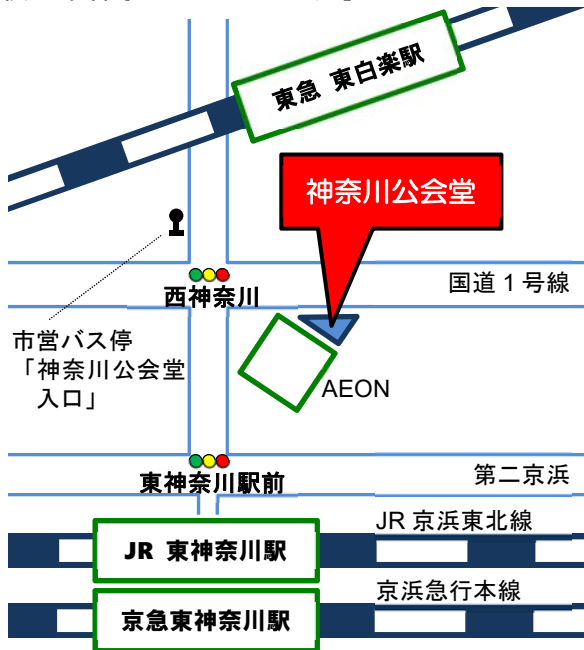 東急 東白楽駅
神奈川公会堂
国道１号線
西神奈川
市営バス停
「神奈川公会堂
入口」
AEON
第二京浜
東神奈川駅前
JR 京浜東北線
JR 東神奈川駅
京浜急行本線
京急東神奈川駅